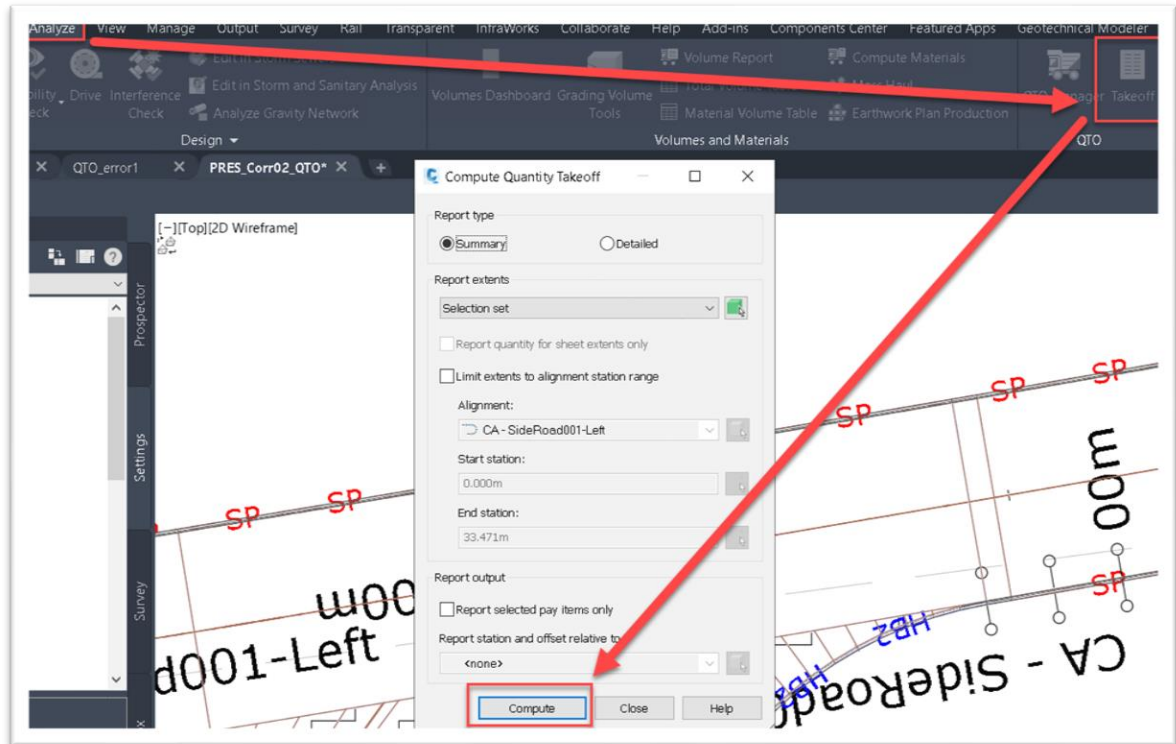 Analyze View Manage Output Survey Rail Transparent InfraWorks Collaborate Help Add-ins Components Center Featured Apps Geotechnical Modeler
Edit in Storm and Sanitary Analysis
Analyze Gravity Network
Drive
Interference Check
Volumes Dashboard
Grading Volume Tools
Volume Report
Material Volume Table
Compute Materials
Earthwork Plan Production
Takeoff
Design
Volumes and Materials
QTO
QTO_error1
PRES_Corr02_QTO*
[-][Top][2D Wireframe]
Prospector
Settings
Survey
Compute Quantity Takeoff
Report type
Summary
Detailed
Report extents
Selection set
Report quantity for sheet extents only
Limit extents to alignment station range
Alignment:
CA - SideRoad001-Left
Start station:
0.000m
End station:
33.471m
Report output
Report selected pay items only
Report station and offset relative to
<none>
Compute
Close
Help
SP
SP
SP
SP
SP
SP
HB2
HB2
00m
00m
d001-Left
CA - SideRoad0